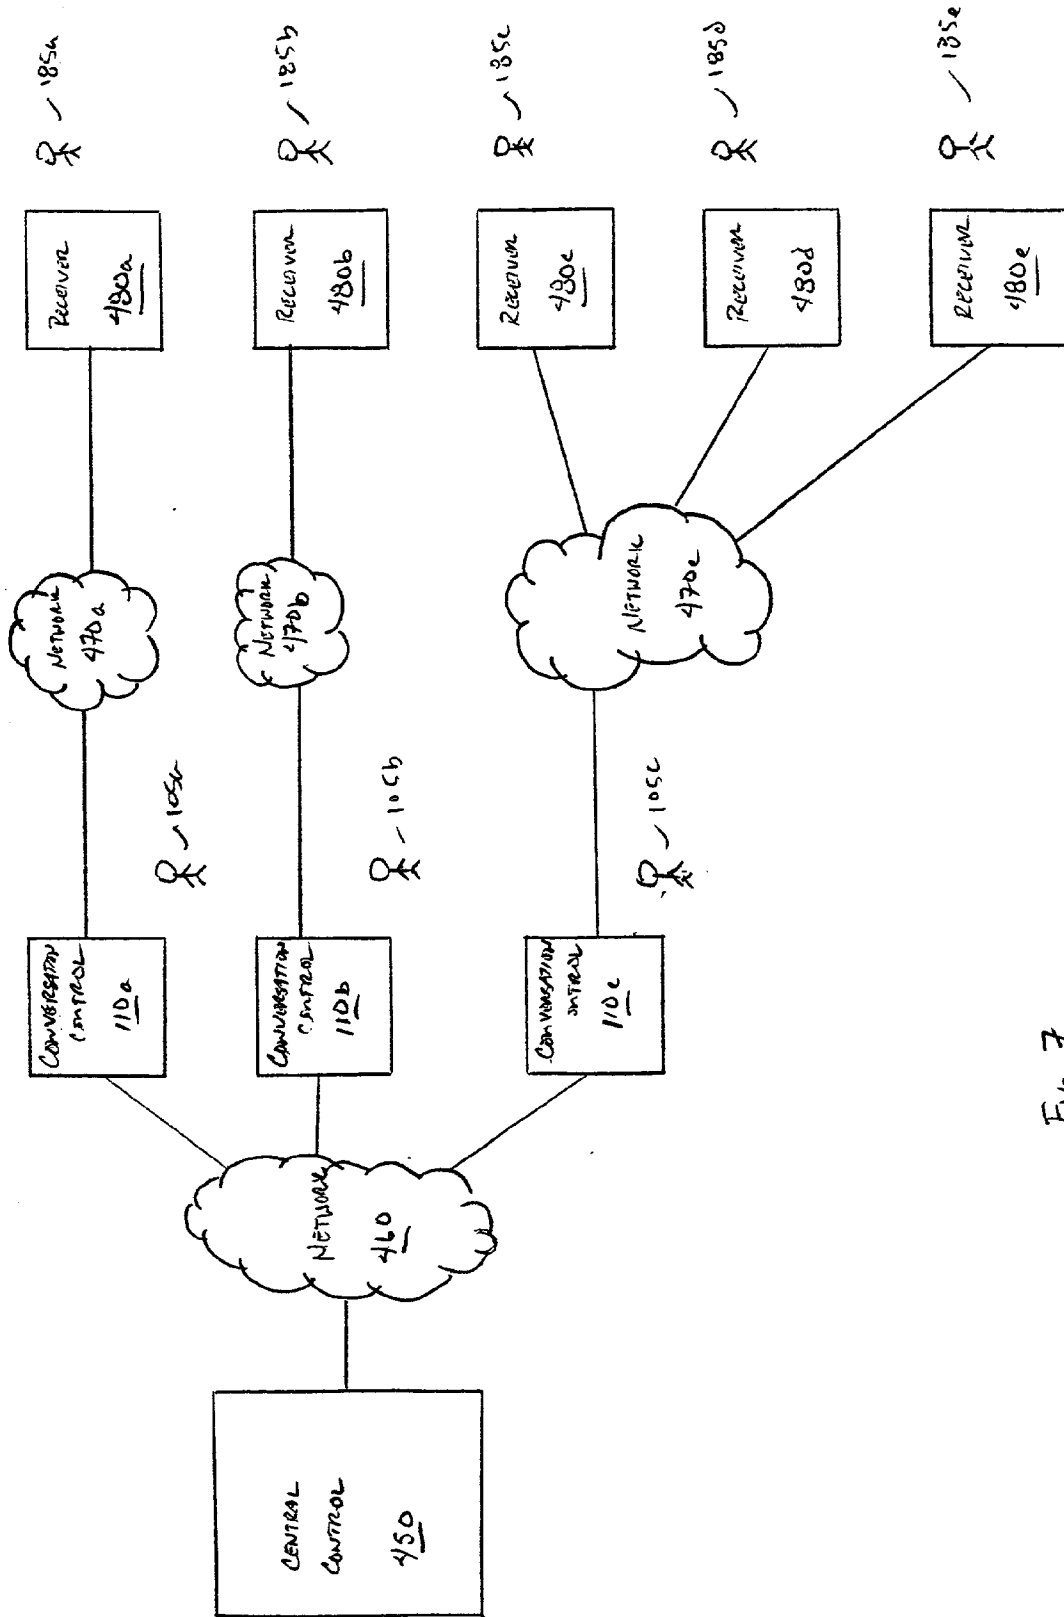 CENTRAL
CONTROL
450
NETWORK
460
CONVERSATION
CONTROL
110a
CONVERSATION
CONTROL
110b
CONVERSATION
ONTROL
110c
105a
105b
105c
NETWORK
470a
NETWORK
470b
NETWORK
470c
RECEIVER
480a
RECEIVER
480b
RECEIVER
480c
RECEIVER
480d
RECEIVER
480e
185a
185b
185c
185d
185e
FIG. 7